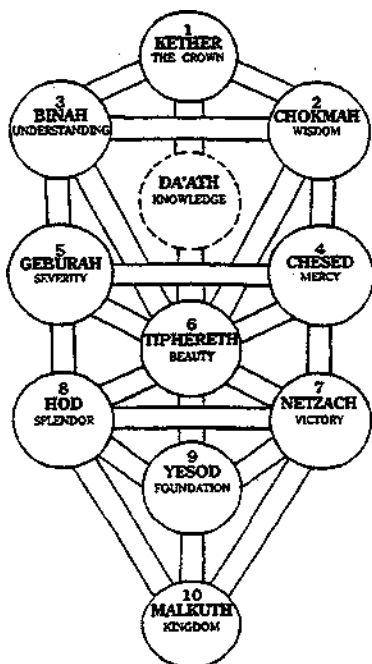 1
KETHER
THE CROWN
3
BINAH
UNDERSTANDING
2
CHOKMAH
WISDOM
DA'ATH
KNOWLEDGE
5
GEBURAH
SEVERITY
4
CHESED
MERCY
6
TIPHERETH
BEAUTY
8
HOD
SPLENDOR
7
NETZACH
VICTORY
9
YESOD
FOUNDATION
10
MALKUTH
KINGDOM